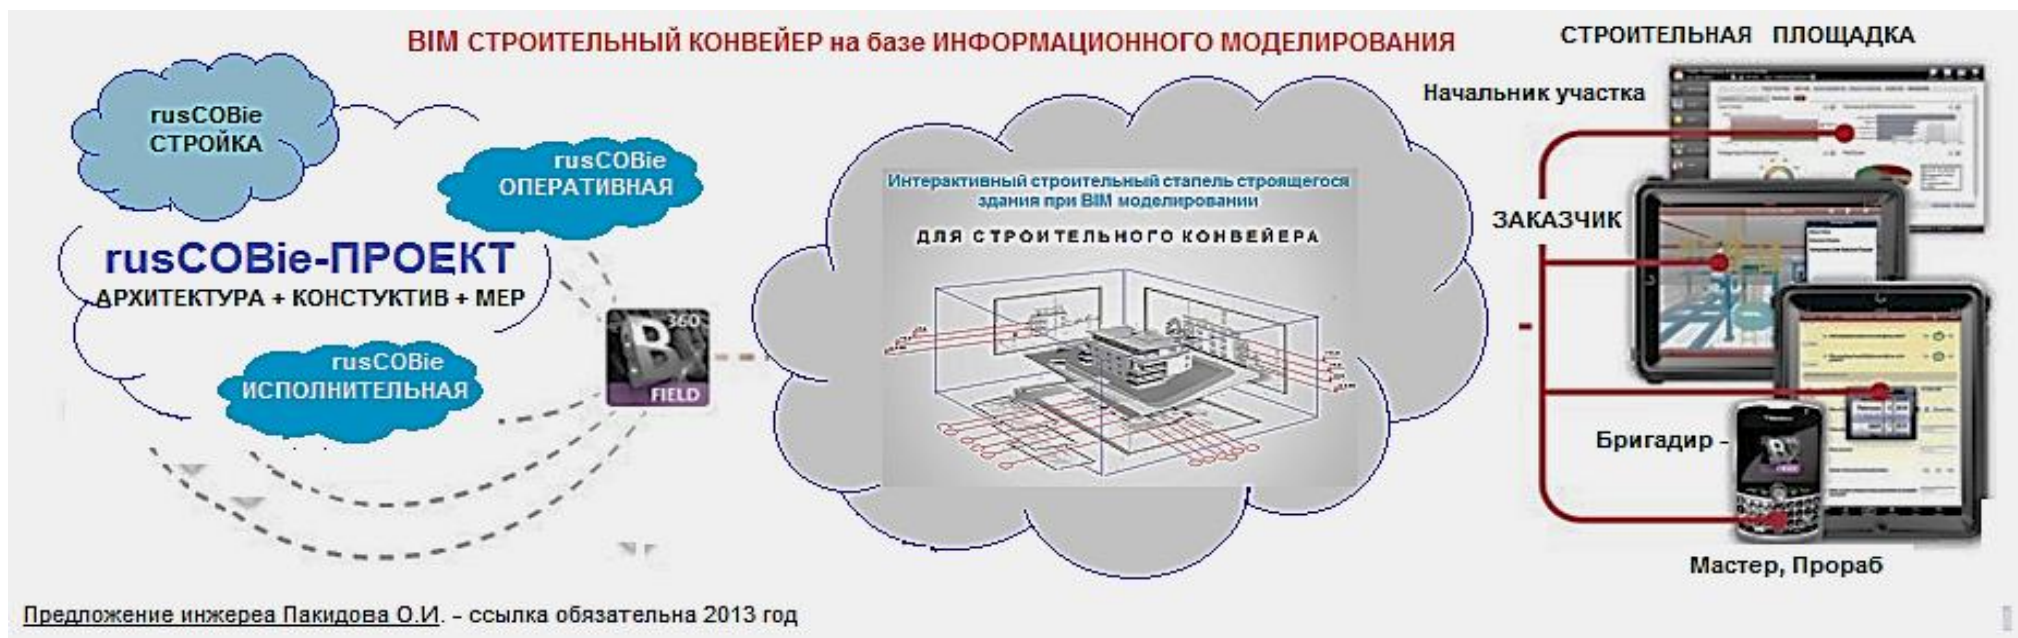 BIM СТРОИТЕЛЬНЫЙ КОНВЕЙЕР на базе ИНФОРМАЦИОННОГО МОДЕЛИРОВАНИЯ
rusCOBie
СТРОЙКА
rusCOBie
ОПЕРАТИВНАЯ
rusCOBie-ПРОЕКТ
АРХИТЕКТУРА + КОНСТУКТИВ + МЕР
rusCOBie
ИСПОЛНИТЕЛЬНАЯ
360
FIELD
Интерактивный строительный стапель строящегося
здания при BIM моделировании
ДЛЯ СТРОИТЕЛЬНОГО КОНВЕЙЕРА
СТРОИТЕЛЬНАЯ ПЛОЩАДКА
Начальник участка
ЗАКАЗЧИК
Бригадир -
Мастер, Прораб
Предложение инжереа Пакидова О.И. - ссылка обязательна 2013 год